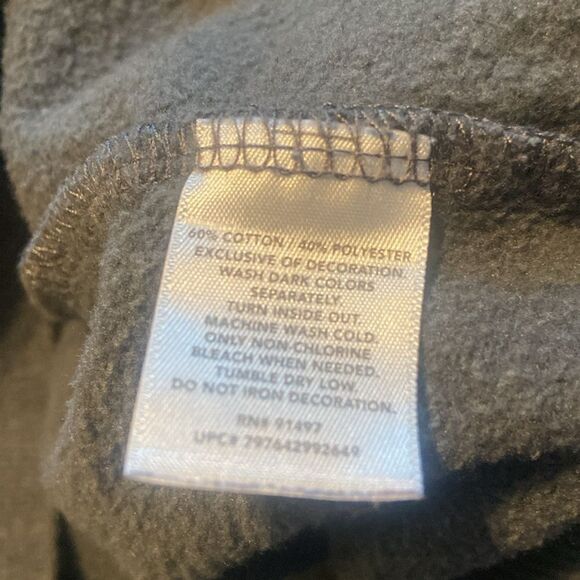 60% COTTON / 40% POLYESTER
EXCLUSIVE OF DECORATION.
WASH DARK COLORS
SEPARATELY.
TURN INSIDE OUT
MACHINE WASH COLD.
ONLY NON-CHLORINE
BLEACH WHEN NEEDED.
TUMBLE DRY LOW.
DO NOT IRON DECORATION.
RN# 91497
UPC# 797642992649